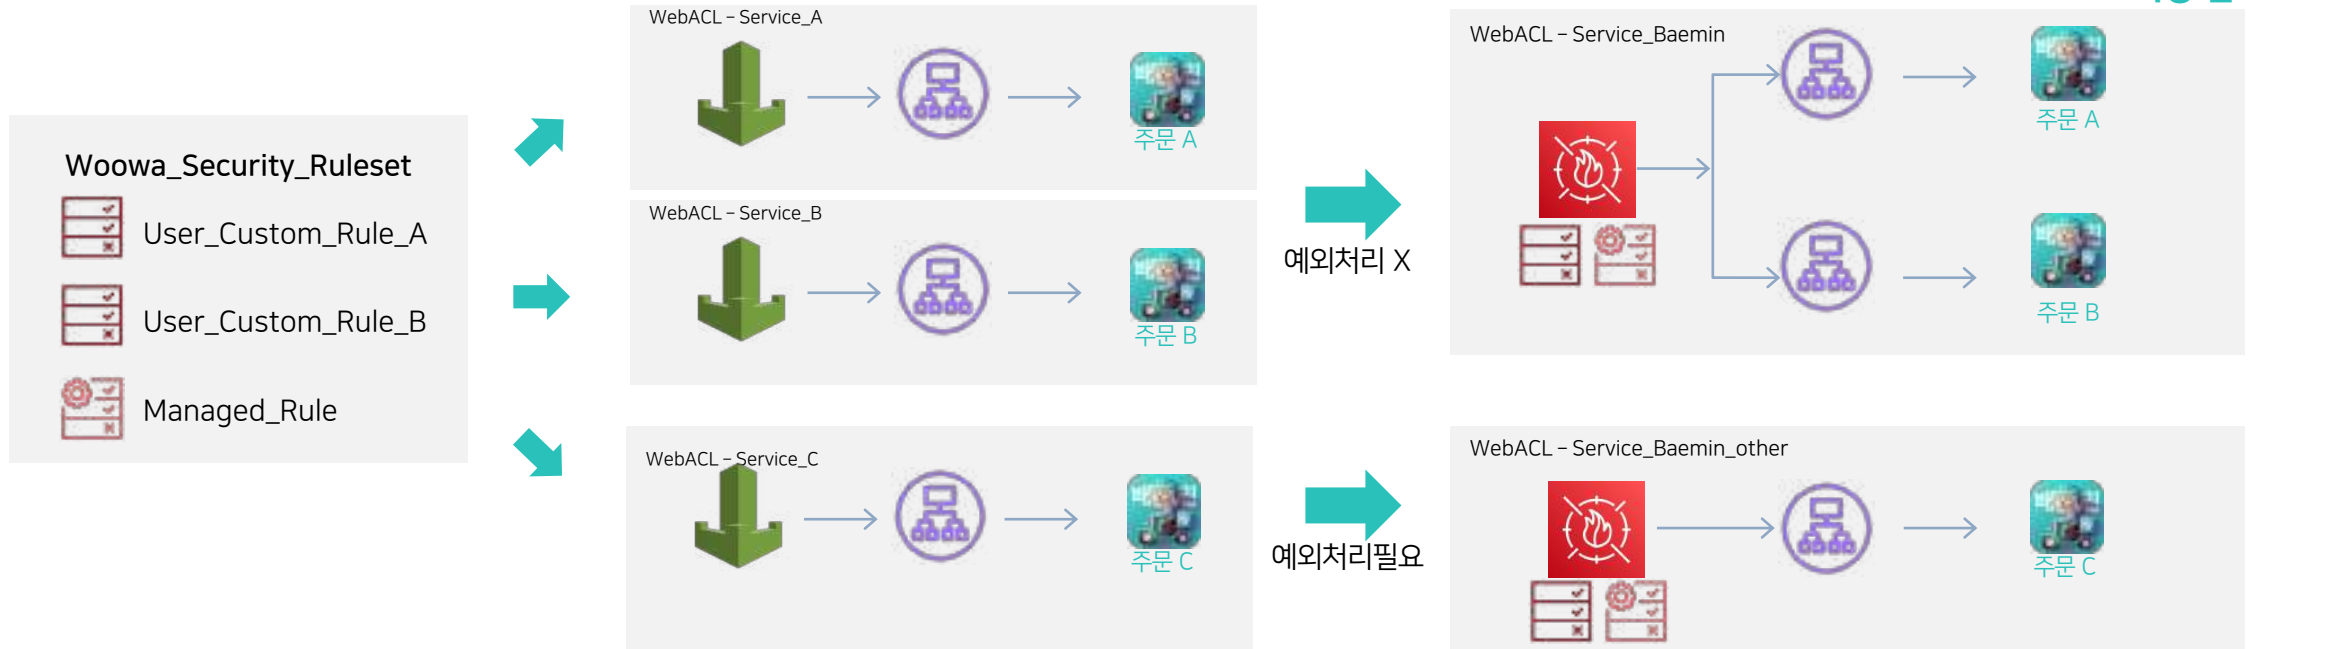 Woowa_Security_Ruleset
User_Custom_Rule_A
User_Custom_Rule_B
Managed_Rule
WebACL – Service_A
주문 A
WebACL – Service_B
주문 B
WebACL – Service_C
주문 C
예외처리 X
예외처리필요
WebACL – Service_Baemin
주문 A
주문 B
WebACL – Service_Baemin_other
주문 C